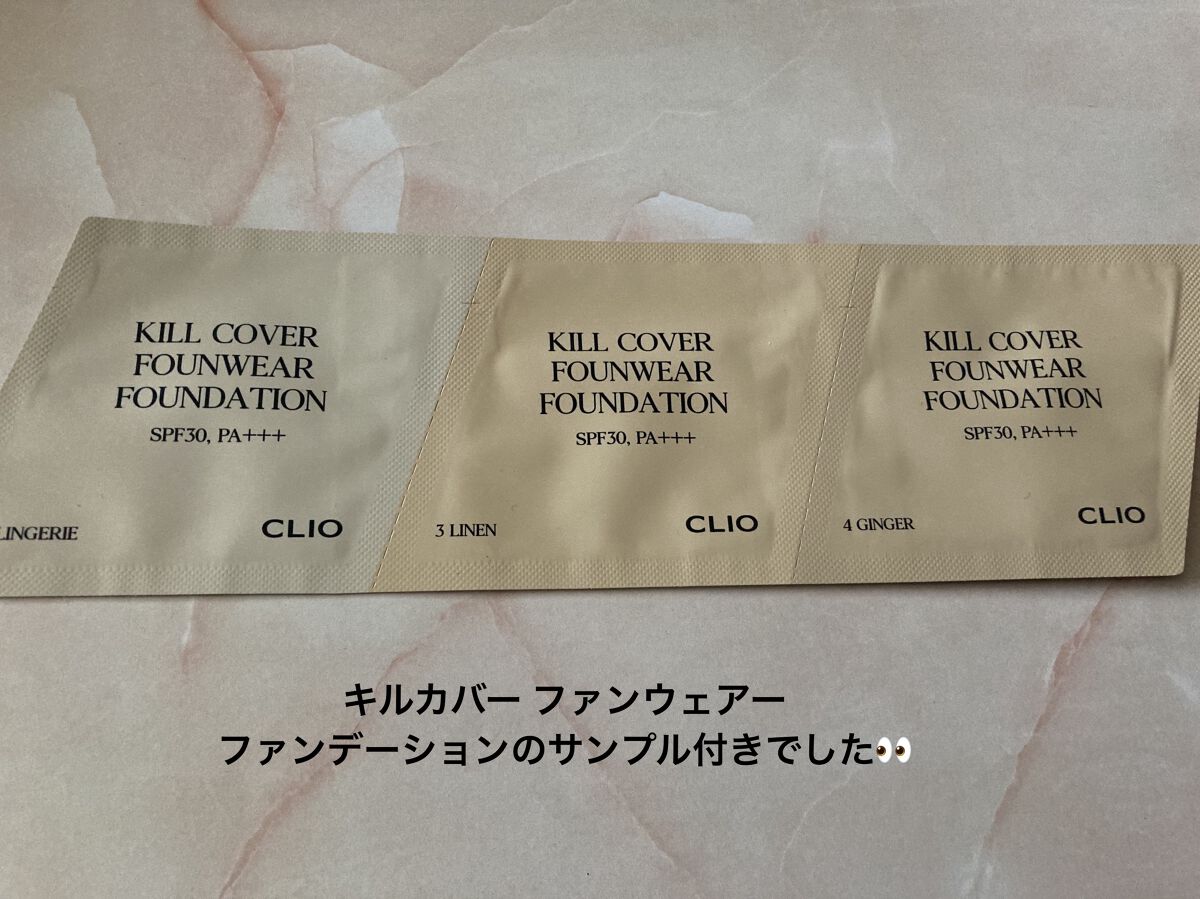 KILL COVER
FOUNWEAR
FOUNDATION
SPF30, PA+++
LINGERIE
CLIO
KILL COVER
FOUNWEAR
FOUNDATION
SPF30, PA+++
3 LINEN
CLIO
KILL COVER
FOUNWEAR
FOUNDATION
SPF30, PA+++
4 GINGER
CLIO
キルカバー ファンウェアー
ファンデーションのサンプル付きでした👀